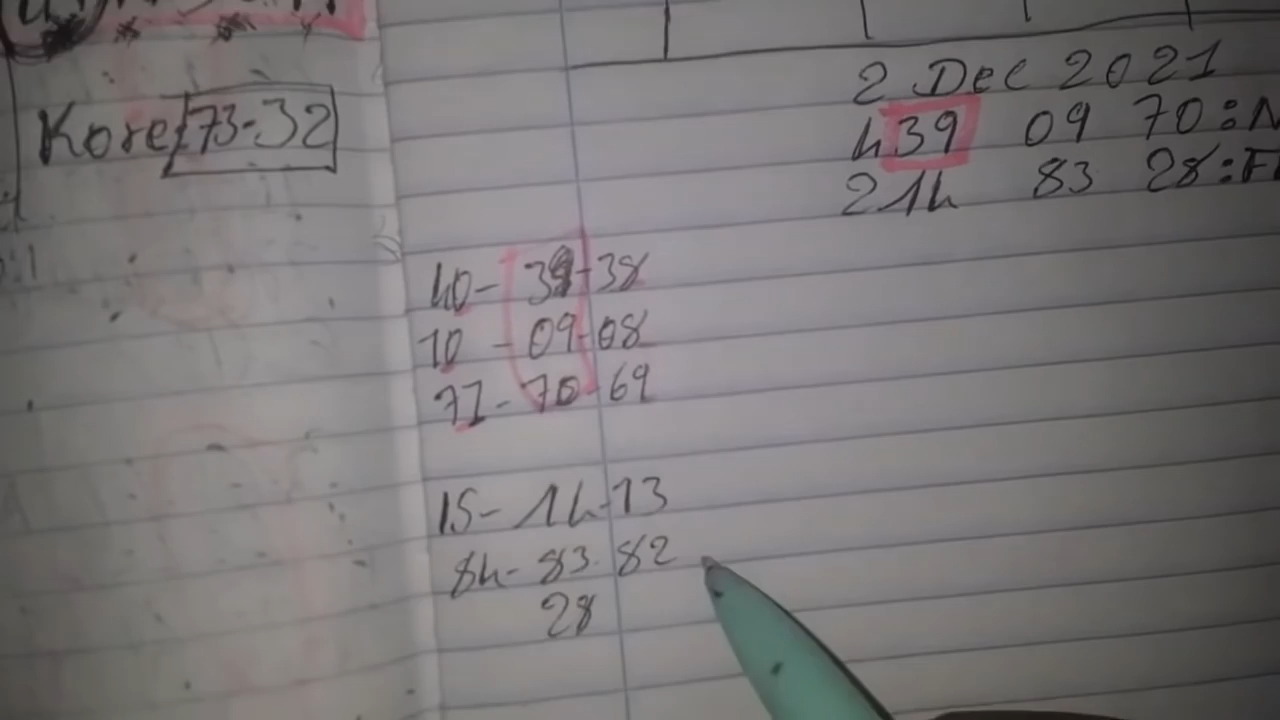 Kore 73-32
2 Dec 2021
439 09 70 : N
214 83 28 : F
40 - 39 - 38
10 - 09 - 08
71 - 70 - 69
15 - 14 - 13
84 - 83 . 82
28